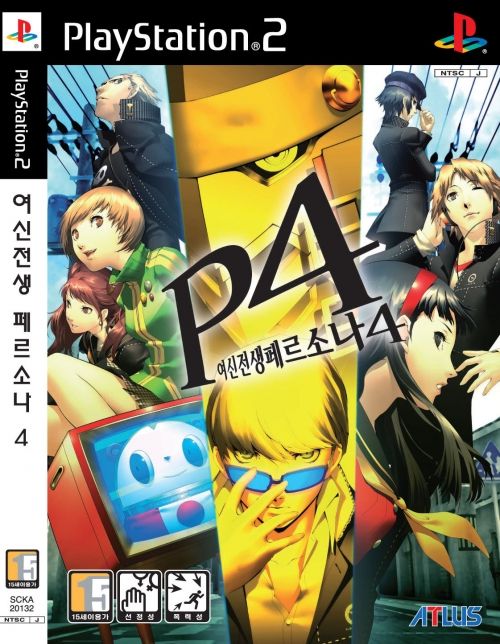 PlayStation®2
여신전생 페르소나 4
15
15세이용가
SCKA
20132
NTSC J
PlayStation®2
NTSC J
P4
여신전생페르소나4
15
15세이용가
선정성
폭력성
ATLUS